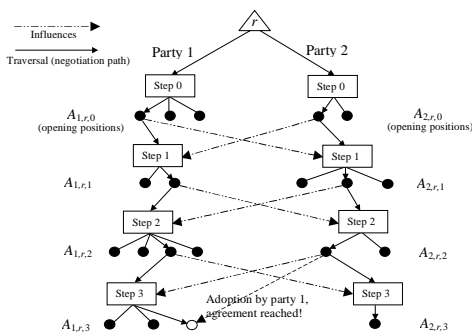 r
Influences
Traversal (negotiation path)
Party 1
Party 2
Step 0
Step 0
A1,r,0
(opening positions)
A2,r,0
(opening positions)
Step 1
Step 1
A1,r,1
A2,r,1
Step 2
Step 2
A1,r,2
A2,r,2
Step 3
Step 3
Adoption by party 1,
agreement reached!
A1,r,3
A2,r,3